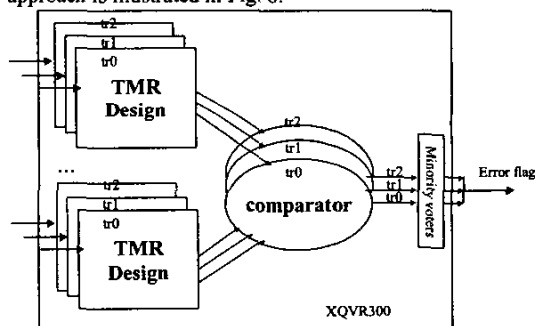 approach is illustrated in Fig. 6.
tr2
tr1
tr0
TMR
Design
...
tr2
tr1
tr0
TMR
Design
tr2
tr1
tr0
comparator
tr2
tr1
tr0
Minority voters
Error flag
XQVR300